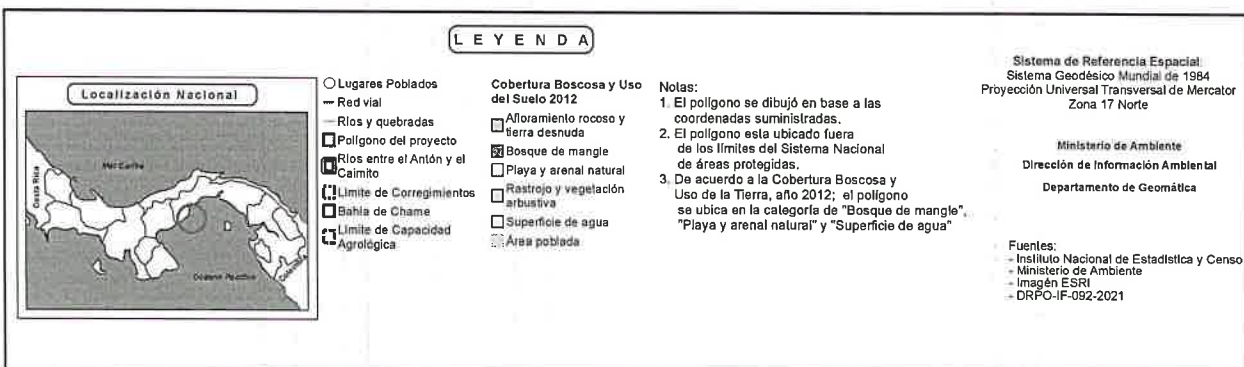 LEYENDA
Localización Nacional
Mar Caribe
Costa Rica
Océano Pacífico
Colombia
Lugares Poblados
Red vial
Ríos y quebradas
Polígono del proyecto
Ríos entre el Antón y el
Caimito
Límite de Corregimientos
Bahía de Chame
Límite de Capacidad
Agrológica
Cobertura Boscosa y Uso
del Suelo 2012
Afloramiento rocoso y
tierra desnuda
Bosque de mangle
Playa y arenal natural
Rastrojo y vegetación
arbustiva
Superficie de agua
Área poblada
Notas:
1. El polígono se dibujó en base a las
coordenadas suministradas.
2. El polígono esta ubicado fuera
de los límites del Sistema Nacional
de áreas protegidas.
3. De acuerdo a la Cobertura Boscosa y
Uso de la Tierra, año 2012; el polígono
se ubica en la categoría de "Bosque de mangle",
"Playa y arenal natural" y "Superficie de agua"
Sistema de Referencia Espacial:
Sistema Geodésico Mundial de 1984
Proyección Universal Transversal de Mercator
Zona 17 Norte
Ministerio de Ambiente
Dirección de Información Ambiental
Departamento de Geomática
Fuentes:
- Instituto Nacional de Estadística y Censo
- Ministerio de Ambiente
- Imagén ESRI
- DRPO-IF-092-2021